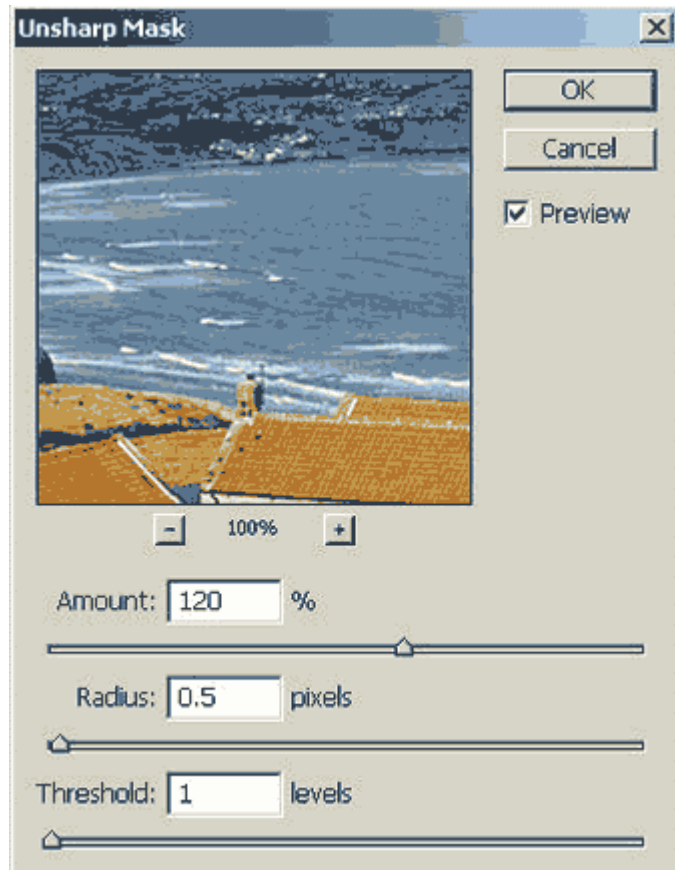 Unsharp Mask
OK
Cancel
Preview
100%
Amount: 120 %
Radius: 0.5 pixels
Threshold: 1 levels